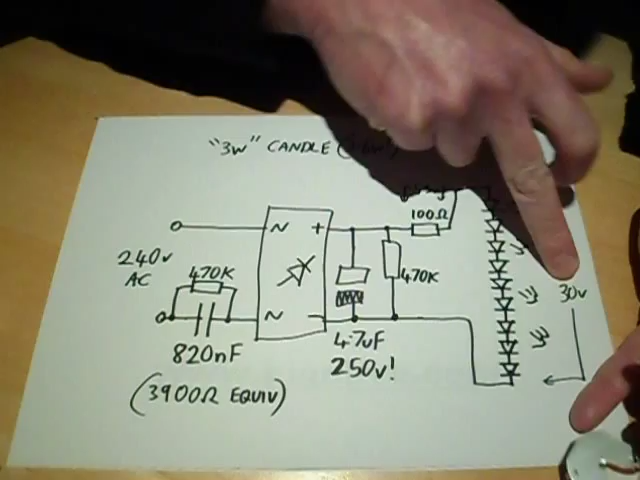 "3W" CANDLE
100Ω
240v
AC
470K
470K
30v
~ +
~ -
820nF
4.7uF
250v!
(3900Ω EQUIV)